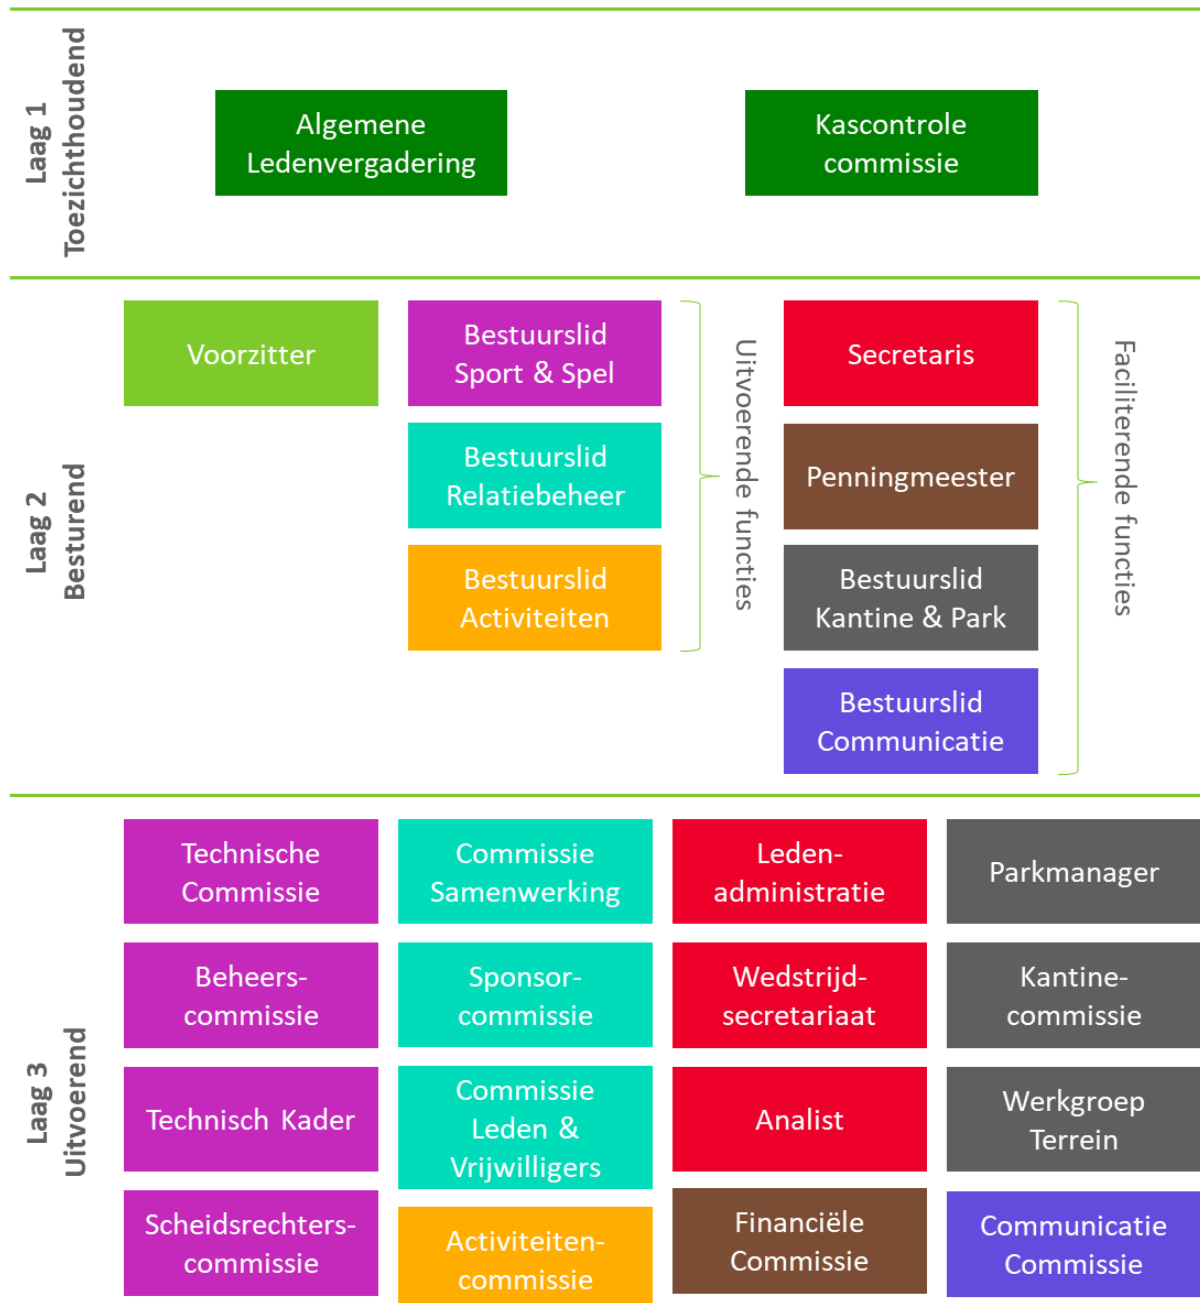 Laag 1
Toezichthoudend
Algemene
Ledenvergadering
Kascontrole
commissie
Laag 2
Besturend
Voorzitter
Bestuurslid
Sport & Spel
Bestuurslid
Relatiebeheer
Bestuurslid
Activiteiten
Uitvoerende functies
Secretaris
Penningmeester
Bestuurslid
Kantine & Park
Bestuurslid
Communicatie
Faciliterende functies
Laag 3
Uitvoerend
Technische
Commissie
Commissie
Samenwerking
Leden-
administratie
Parkmanager
Beheers-
commissie
Sponsor-
commissie
Wedstrijd-
secretariaat
Kantine-
commissie
Technisch Kader
Commissie
Leden &
Vrijwilligers
Analist
Werkgroep
Terrein
Scheidsrechters-
commissie
Activiteiten-
commissie
Financiële
Commissie
Communicatie
Commissie